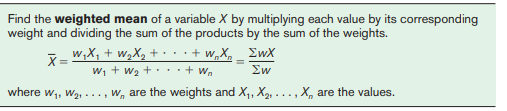 Find the weighted mean of a variable X by multiplying each value by its corresponding
weight and dividing the sum of the products by the sum of the weights.
X̄ = (w₁X₁ + w₂X₂ + · · · + wₙXₙ)/(w₁ + w₂ + · · · + wₙ) = ΣwX/Σw
where w₁, w₂, . . . , wₙ are the weights and X₁, X₂, . . . , Xₙ are the values.